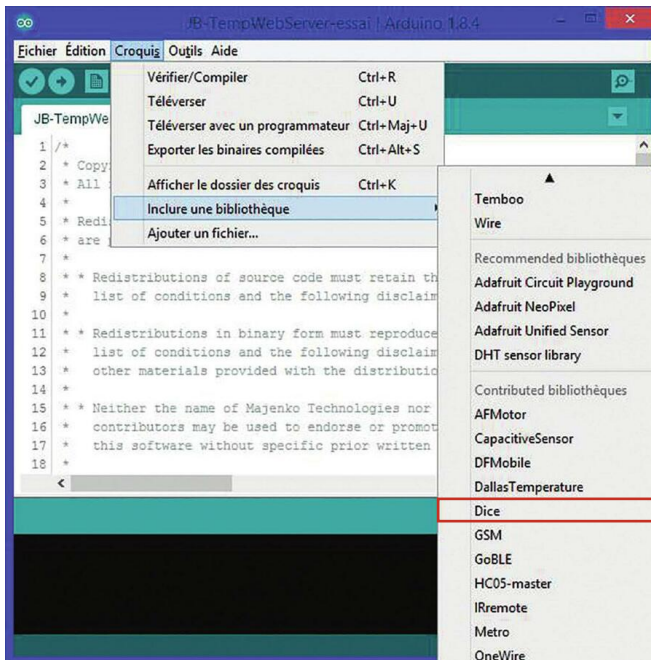 JB-TempWebServer-essai | Arduino 1.8.4
Fichier Édition Croquis Outils Aide
Vérifier/Compiler Ctrl+R
Téléverser Ctrl+U
Téléverser avec un programmateur Ctrl+Maj+U
Exporter les binaires compilées Ctrl+Alt+S
Afficher le dossier des croquis Ctrl+K
Inclure une bibliothèque
Ajouter un fichier...
JB-TempWe
1 /*
2 * Copy
3 * All
4 *
5 * Redi
6 * are
7 *
8 * * Redistributions of source code must retain th
9 * list of conditions and the following disclaim
10 *
11 * * Redistributions in binary form must reproduce
12 * list of conditions and the following disclaim
13 * other materials provided with the distributio
14 *
15 * * Neither the name of Majenko Technologies nor
16 * contributors may be used to endorse or promot
17 * this software without specific prior written
18 *
Temboo
Wire
Recommended bibliothèques
Adafruit Circuit Playground
Adafruit NeoPixel
Adafruit Unified Sensor
DHT sensor library
Contributed bibliothèques
AFMotor
CapacitiveSensor
DFMobile
DallasTemperature
Dice
GSM
GoBLE
HC05-master
IRremote
Metro
OneWire